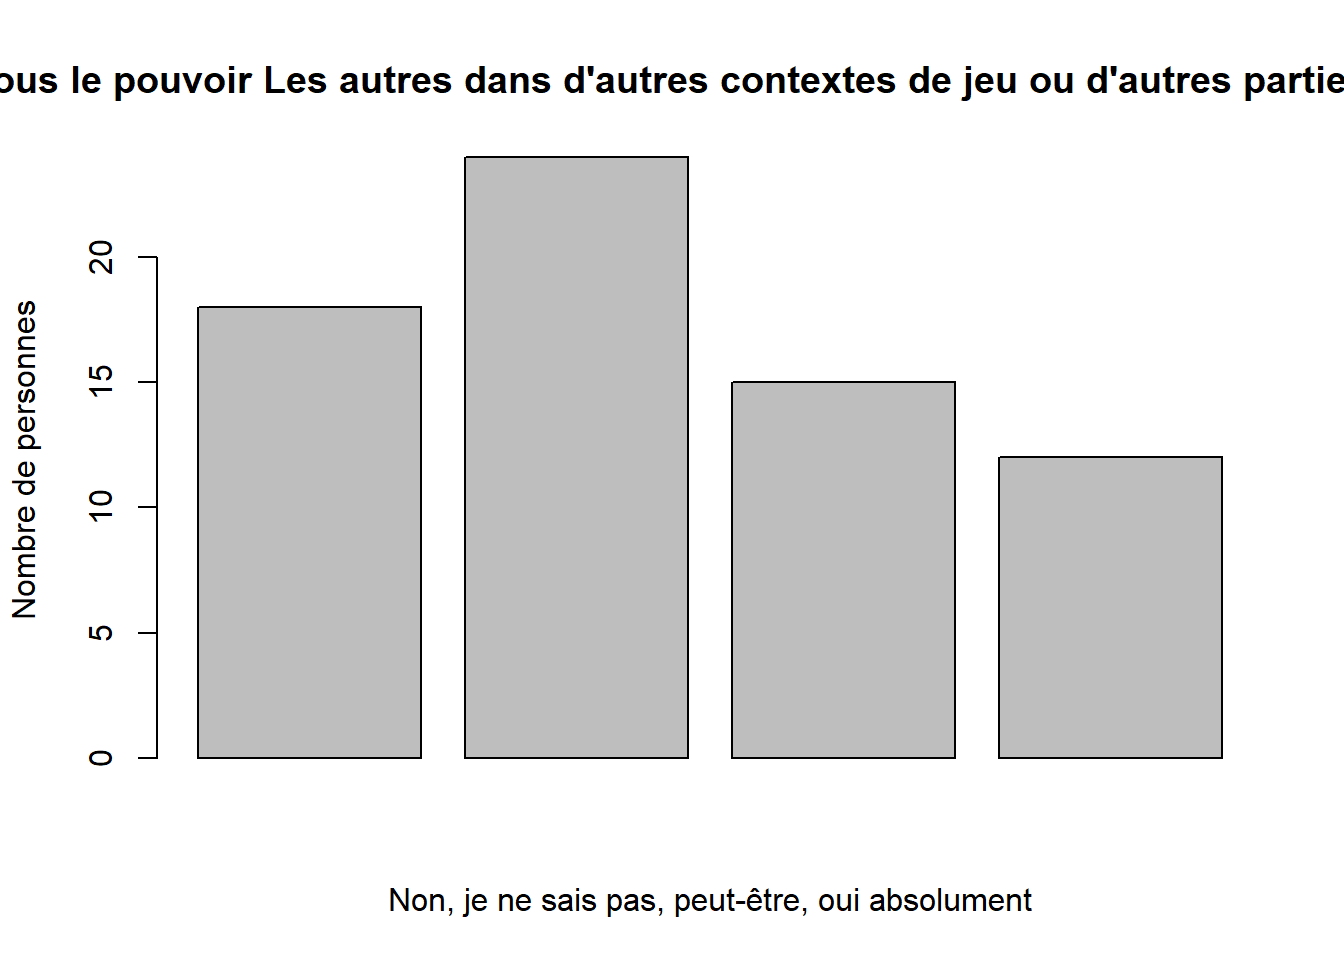 ous le pouvoir Les autres dans d'autres contextes de jeu ou d'autres partie
Nombre de personnes
20
15
10
5
0
Non, je ne sais pas, peut-être, oui absolument